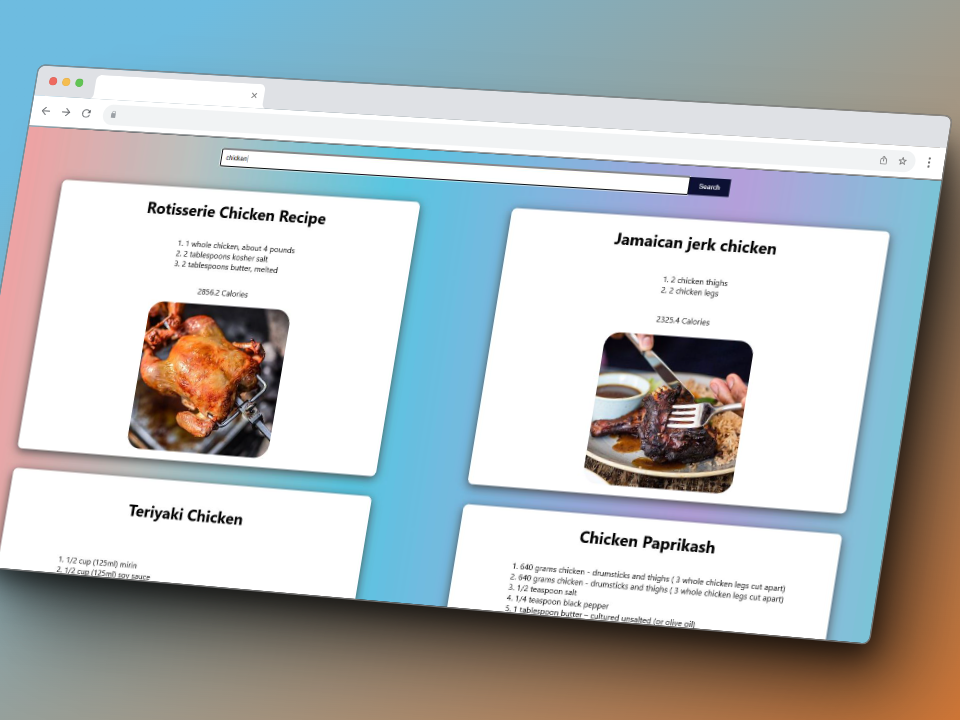 chicken
Search
Rotisserie Chicken Recipe
1. 1 whole chicken, about 4 pounds
2. 2 tablespoons kosher salt
3. 2 tablespoons butter, melted
2856.2 Calories
Jamaican jerk chicken
1. 2 chicken thighs
2. 2 chicken legs
2325.4 Calories
Teriyaki Chicken
1. 1/2 cup (125ml) mirin
2. 1/2 cup (125ml) soy sauce
Chicken Paprikash
1. 640 grams chicken - drumsticks and thighs ( 3 whole chicken legs cut apart)
2. 640 grams chicken - drumsticks and thighs ( 3 whole chicken legs cut apart)
3. 1/2 teaspoon salt
4. 1/4 teaspoon black pepper
5. 1 tablespoon butter – cultured unsalted (or olive oil)